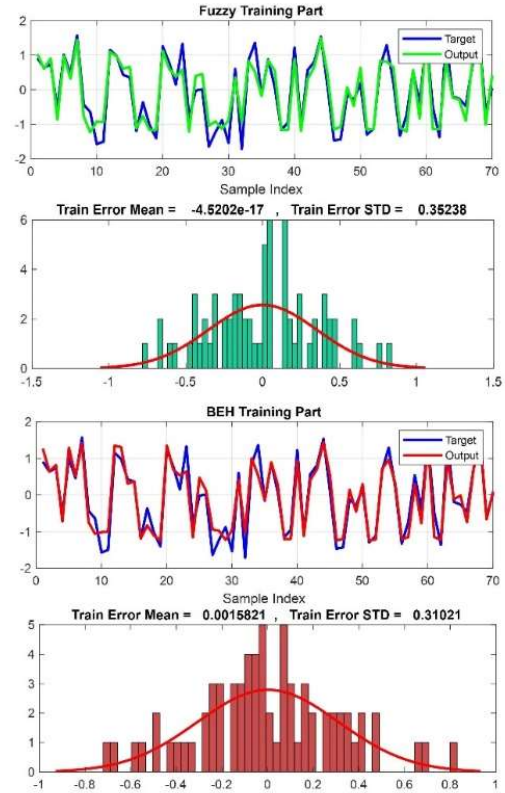 Fuzzy Training Part
2
1
0
-1
-2
Target
Output
0 10 20 30 40 50 60 70
Sample Index
Train Error Mean = -4.5202e-17 , Train Error STD = 0.35238
6
4
2
0
-1.5 -1 -0.5 0 0.5 1 1.5
BEH Training Part
2
1
0
-1
-2
Target
Output
0 10 20 30 40 50 60 70
Sample Index
Train Error Mean = 0.0015821 , Train Error STD = 0.31021
5
4
3
2
1
0
-1 -0.8 -0.6 -0.4 -0.2 0 0.2 0.4 0.6 0.8 1